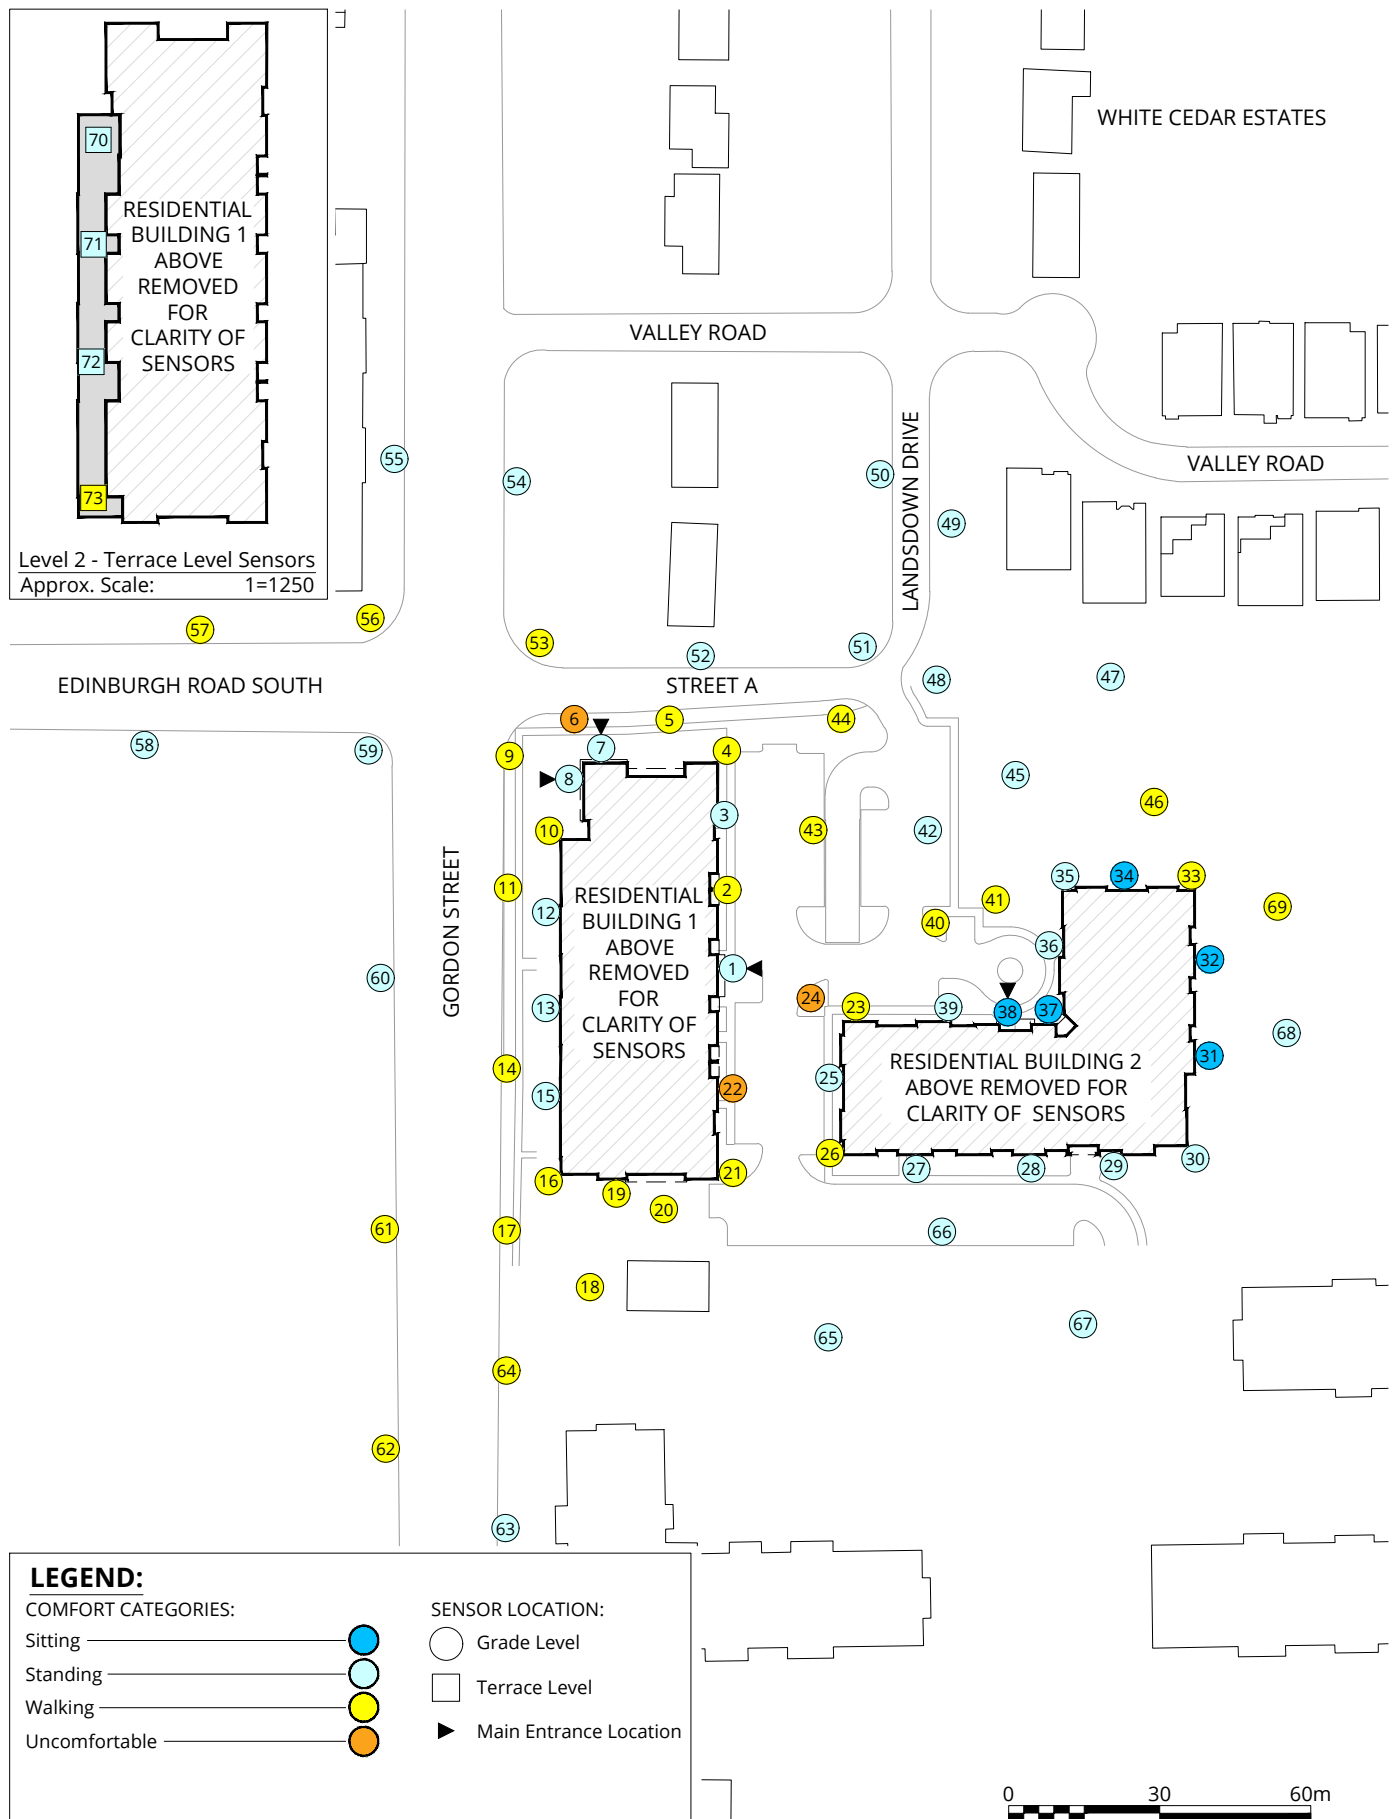 70
RESIDENTIAL
BUILDING 1
ABOVE
REMOVED
FOR
CLARITY OF
SENSORS
71
72
73
Level 2 - Terrace Level Sensors
Approx. Scale: 1=1250
WHITE CEDAR ESTATES
VALLEY ROAD
LANDSDOWN DRIVE
VALLEY ROAD
55
54
50
49
57
56
53
52
51
EDINBURGH ROAD SOUTH
STREET A
48
47
58
59
6
5
44
9
7
4
8
45
46
10
3
43
42
GORDON STREET
11
12
RESIDENTIAL
BUILDING 1
ABOVE
REMOVED
FOR
CLARITY OF
SENSORS
2
35
34
33
41
40
69
36
32
60
1
13
24
23
39
38
37
68
14
15
22
25
RESIDENTIAL BUILDING 2
ABOVE REMOVED FOR
CLARITY OF SENSORS
31
26
27
28
29
30
16
19
21
20
61
17
66
18
65
67
64
62
63
LEGEND:
COMFORT CATEGORIES:
Sitting
Standing
Walking
Uncomfortable
SENSOR LOCATION:
Grade Level
Terrace Level
Main Entrance Location
0 30 60m